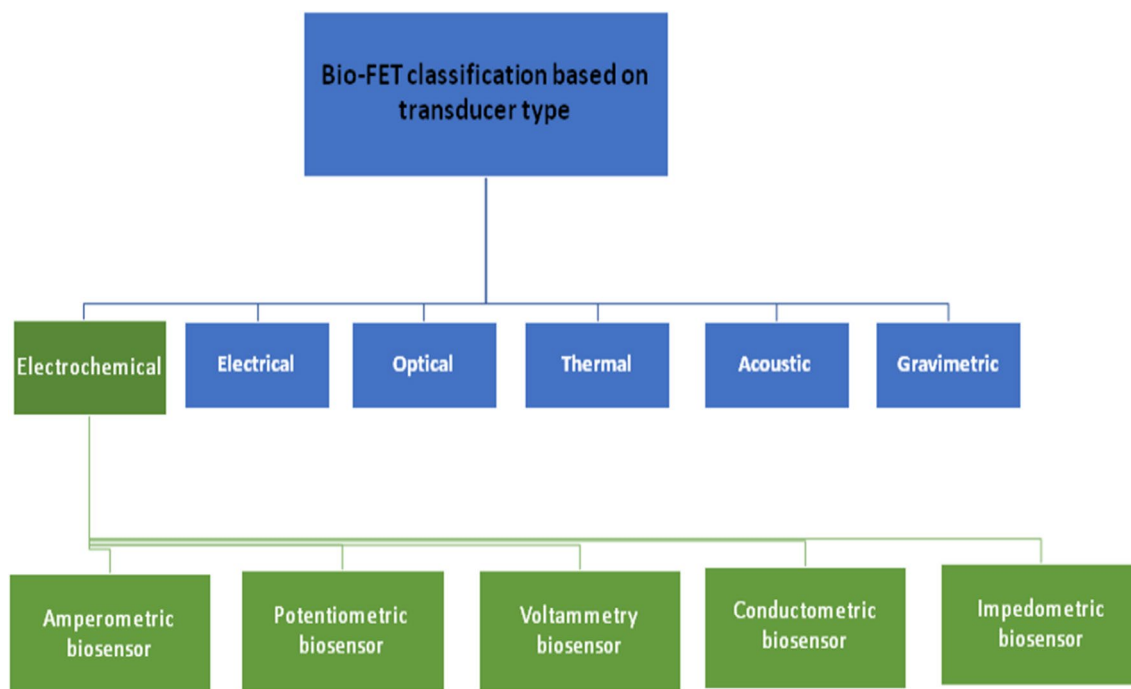 Bio-FET classification based on
transducer type
Electrochemical
Electrical
Optical
Thermal
Acoustic
Gravimetric
Amperometric
biosensor
Potentiometric
biosensor
Voltammetry
biosensor
Conductometric
biosensor
Impedometric
biosensor